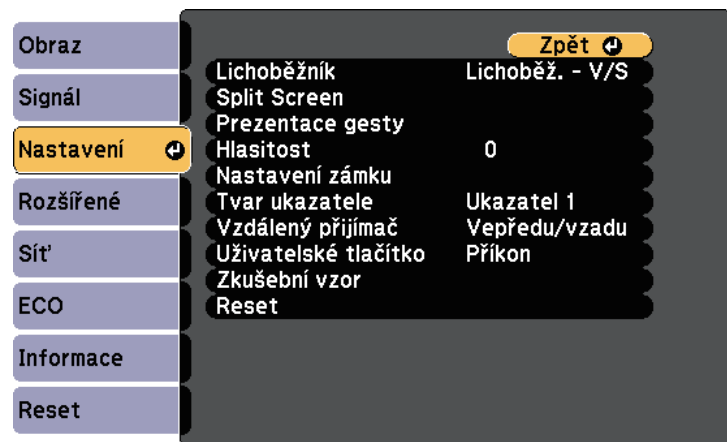 Obraz
Signál
Nastavení
Rozšířené
Síť
ECO
Informace
Reset
Zpět
Lichoběžník Lichoběž. - V/S
Split Screen
Prezentace gesty
Hlasitost 0
Nastavení zámku
Tvar ukazatele Ukazatel 1
Vzdálený přijímač Vepředu/vzadu
Uživatelské tlačítko Příkon
Zkušební vzor
Reset